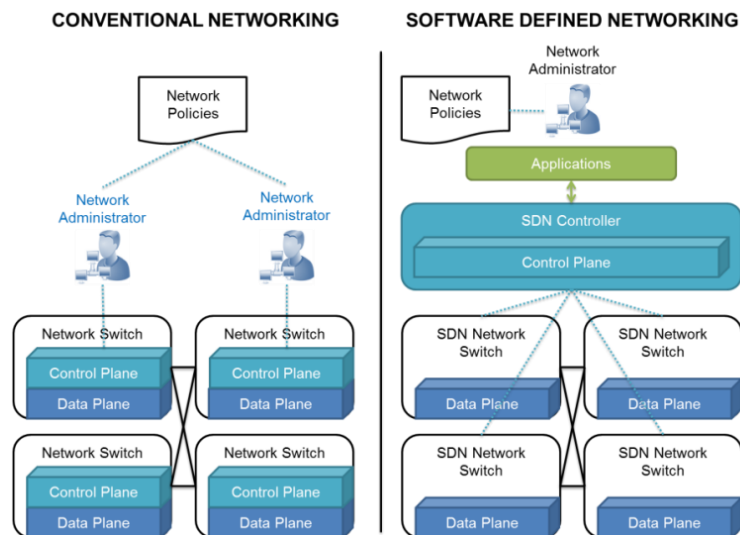 CONVENTIONAL NETWORKING
Network
Policies
Network
Administrator
Network
Administrator
Network Switch
Control Plane
Data Plane
Network Switch
Control Plane
Data Plane
Network Switch
Control Plane
Data Plane
Network Switch
Control Plane
Data Plane
SOFTWARE DEFINED NETWORKING
Network
Administrator
Network
Policies
Applications
SDN Controller
Control Plane
SDN Network
Switch
Data Plane
SDN Network
Switch
Data Plane
SDN Network
Switch
Data Plane
SDN Network
Switch
Data Plane